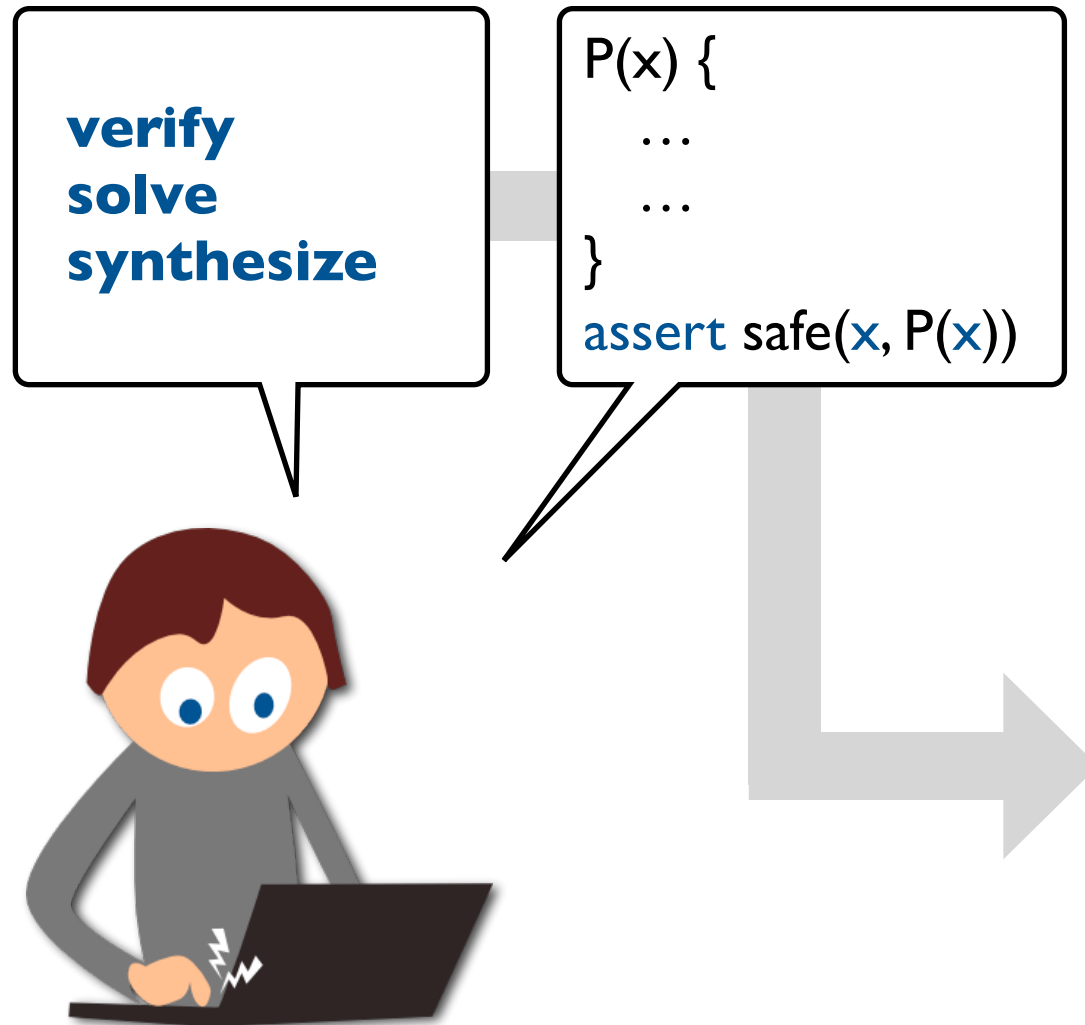 verify
solve
synthesize
P(x) {
…
…
}
assert safe(x, P(x))